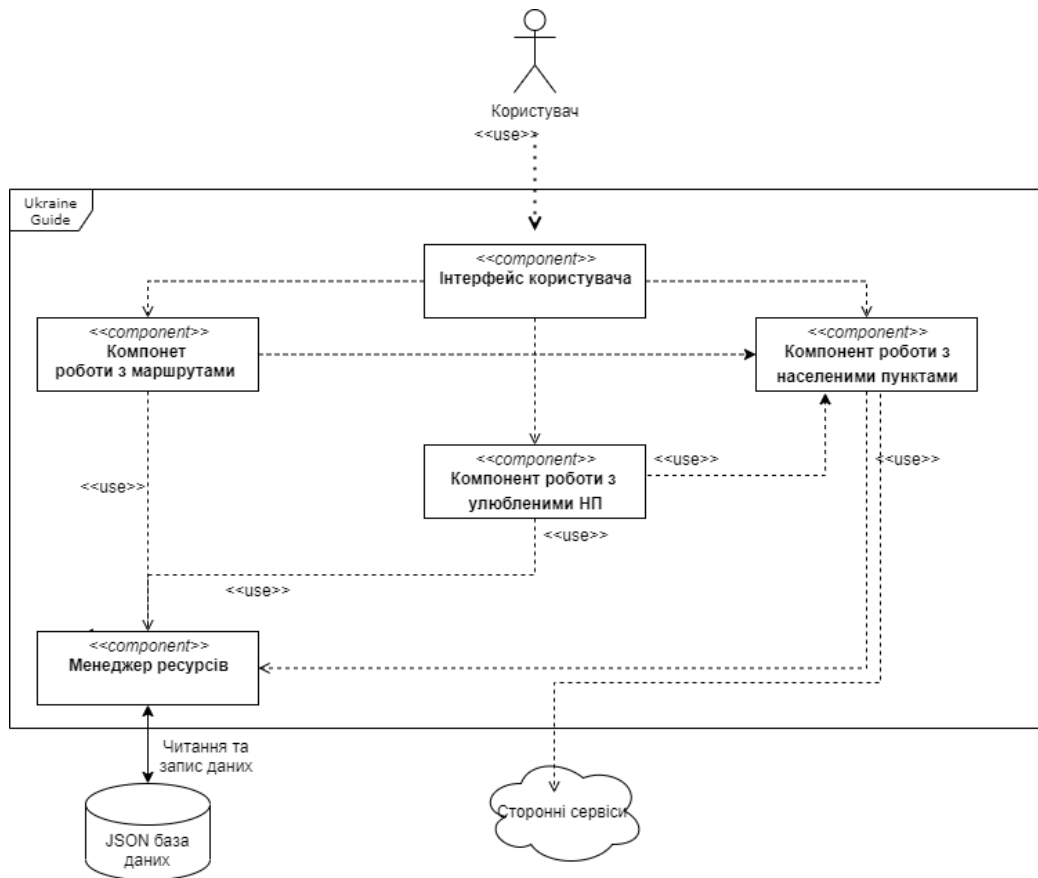 Користувач
<<use>>
Ukraine
Guide
<<component>>
Інтерфейс користувача
<<component>>
Компонет
роботи з маршрутами
<<component>>
Компонент роботи з
населеними пунктами
<<component>>
Компонент роботи з
улюбленими НП
<<use>>
<<use>>
<<use>>
<<use>>
<<use>>
<<component>>
Менеджер ресурсів
Читання та
запис даних
JSON база
даних
Сторонні сервіси